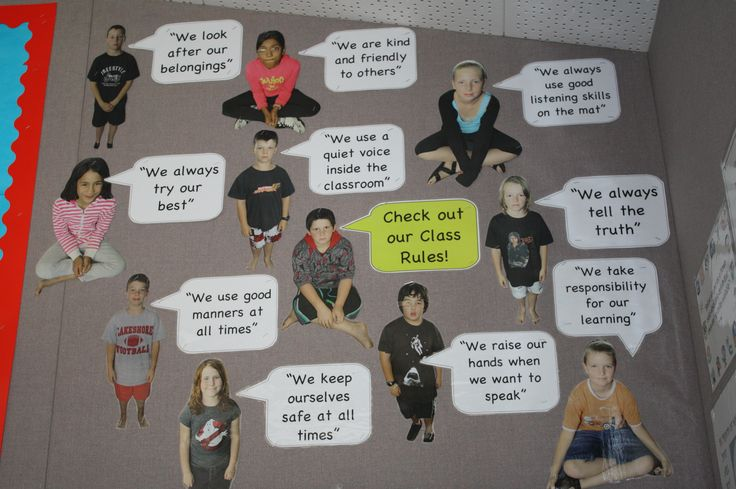 "We look
after our
belongings"
"We are kind
and friendly
to others"
"We always
use good
listening skills
on the mat"
"We always
try our
best"
"We use a
quiet voice
inside the
classroom"
Check out
our Class
Rules!
"We always
tell the
truth"
"We use good
manners at
all times"
"We take
responsibility
for our
learning"
"We keep
ourselves
safe at all
times"
"We raise our
hands when
we want to
speak"
LAKESHORE
FOOTBALL